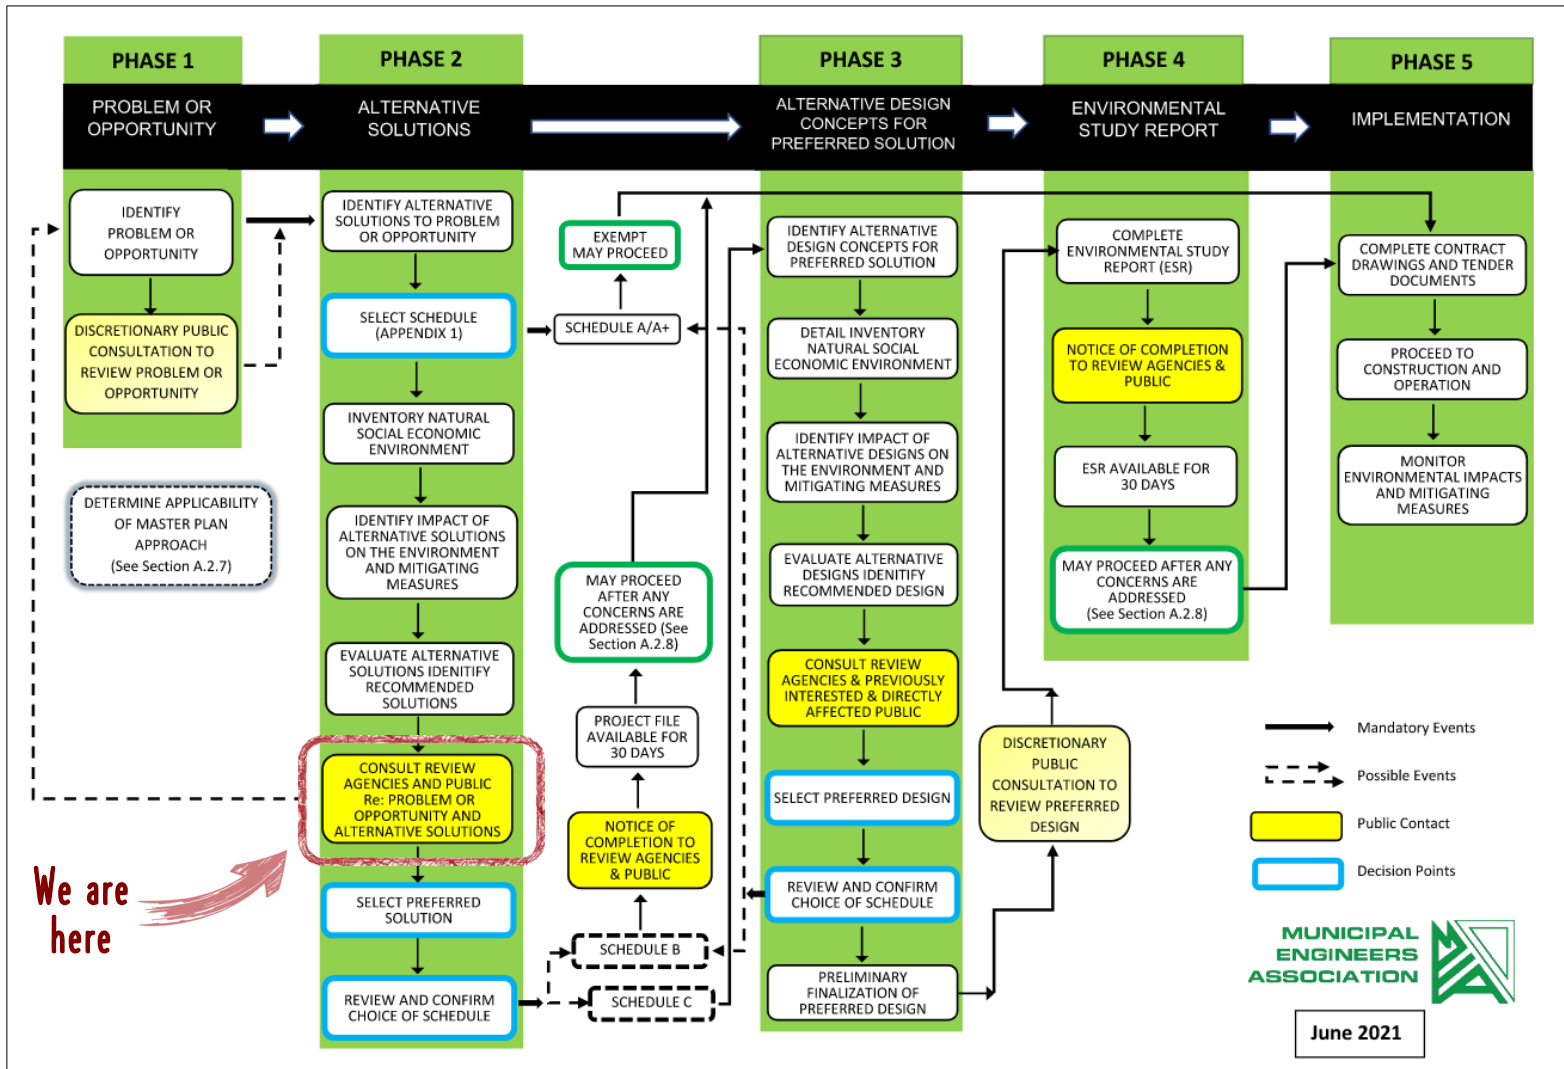 PHASE 1
PROBLEM OR
OPPORTUNITY
IDENTIFY
PROBLEM OR
OPPORTUNITY
DISCRETIONARY PUBLIC
CONSULTATION TO
REVIEW PROBLEM OR
OPPORTUNITY
DETERMINE APPLICABILITY
OF MASTER PLAN
APPROACH
(See Section A.2.7)
We are
here
PHASE 2
ALTERNATIVE
SOLUTIONS
IDENTIFY ALTERNATIVE
SOLUTIONS TO PROBLEM
OR OPPORTUNITY
SELECT SCHEDULE
(APPENDIX 1)
INVENTORY NATURAL
SOCIAL ECONOMIC
ENVIRONMENT
IDENTIFY IMPACT OF
ALTERNATIVE SOLUTIONS
ON THE ENVIRONMENT
AND MITIGATING
MEASURES
EVALUATE ALTERNATIVE
SOLUTIONS IDENTIFY
RECOMMENDED
SOLUTIONS
CONSULT REVIEW
AGENCIES AND PUBLIC
Re: PROBLEM OR
OPPORTUNITY AND
ALTERNATIVE SOLUTIONS
SELECT PREFERRED
SOLUTION
REVIEW AND CONFIRM
CHOICE OF SCHEDULE
EXEMPT
MAY PROCEED
SCHEDULE A/A+
MAY PROCEED
AFTER ANY
CONCERNS ARE
ADDRESSED (See
Section A.2.8)
PROJECT FILE
AVAILABLE FOR
30 DAYS
NOTICE OF
COMPLETION TO
REVIEW AGENCIES
& PUBLIC
SCHEDULE B
SCHEDULE C
PHASE 3
ALTERNATIVE DESIGN
CONCEPTS FOR
PREFERRED SOLUTION
IDENTIFY ALTERNATIVE
DESIGN CONCEPTS FOR
PREFERRED SOLUTION
DETAIL INVENTORY
NATURAL SOCIAL
ECONOMIC ENVIRONMENT
IDENTIFY IMPACT OF
ALTERNATIVE DESIGNS ON
THE ENVIRONMENT AND
MITIGATING MEASURES
EVALUATE ALTERNATIVE
DESIGNS IDENTIFY
RECOMMENDED DESIGN
CONSULT REVIEW
AGENCIES & PREVIOUSLY
INTERESTED & DIRECTLY
AFFECTED PUBLIC
SELECT PREFERRED DESIGN
REVIEW AND CONFIRM
CHOICE OF SCHEDULE
PRELIMINARY
FINALIZATION OF
PREFERRED DESIGN
DISCRETIONARY
PUBLIC
CONSULTATION TO
REVIEW PREFERRED
DESIGN
PHASE 4
ENVIRONMENTAL
STUDY REPORT
COMPLETE
ENVIRONMENTAL STUDY
REPORT (ESR)
NOTICE OF COMPLETION
TO REVIEW AGENCIES &
PUBLIC
ESR AVAILABLE FOR
30 DAYS
MAY PROCEED AFTER ANY
CONCERNS ARE
ADDRESSED
(See Section A.2.8)
PHASE 5
IMPLEMENTATION
COMPLETE CONTRACT
DRAWINGS AND TENDER
DOCUMENTS
PROCEED TO
CONSTRUCTION AND
OPERATION
MONITOR
ENVIRONMENTAL IMPACTS
AND MITIGATING
MEASURES
Mandatory Events
Possible Events
Public Contact
Decision Points
MUNICIPAL
ENGINEERS
ASSOCIATION
MEA
June 2021